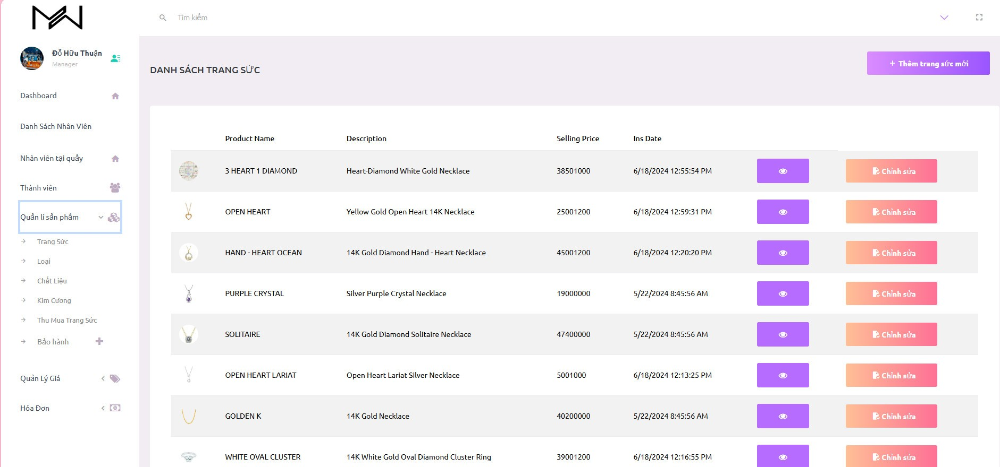 MW
Tìm kiếm
Đỗ Hữu Thuận
Manager
Dashboard
Danh Sách Nhân Viên
Nhân viên tại quầy
Thành viên
Quản lí sản phẩm
Trang Sức
Loại
Chất Liệu
Kim Cương
Thu Mua Trang Sức
Bảo hành
Quản Lý Giá
Hóa Đơn
DANH SÁCH TRANG SỨC
+ Thêm trang sức mới
Product Name Description Selling Price Ins Date
3 HEART 1 DIAMOND Heart-Diamond White Gold Necklace 38501000 6/18/2024 12:55:54 PM Chỉnh sửa
OPEN HEART Yellow Gold Open Heart 14K Necklace 25001200 6/18/2024 12:59:31 PM Chỉnh sửa
HAND - HEART OCEAN 14K Gold Diamond Hand - Heart Necklace 45001200 6/18/2024 12:20:20 PM Chỉnh sửa
PURPLE CRYSTAL Silver Purple Crystal Necklace 19000000 5/22/2024 8:45:56 AM Chỉnh sửa
SOLITAIRE 14K Gold Diamond Solitaire Necklace 47400000 5/22/2024 8:45:56 AM Chỉnh sửa
OPEN HEART LARIAT Open Heart Lariat Silver Necklace 5001000 6/18/2024 12:13:25 PM Chỉnh sửa
GOLDEN K 14K Gold Necklace 40200000 5/22/2024 8:45:56 AM Chỉnh sửa
WHITE OVAL CLUSTER 14K White Gold Oval Diamond Cluster Ring 39001200 6/18/2024 12:16:55 PM Chỉnh sửa